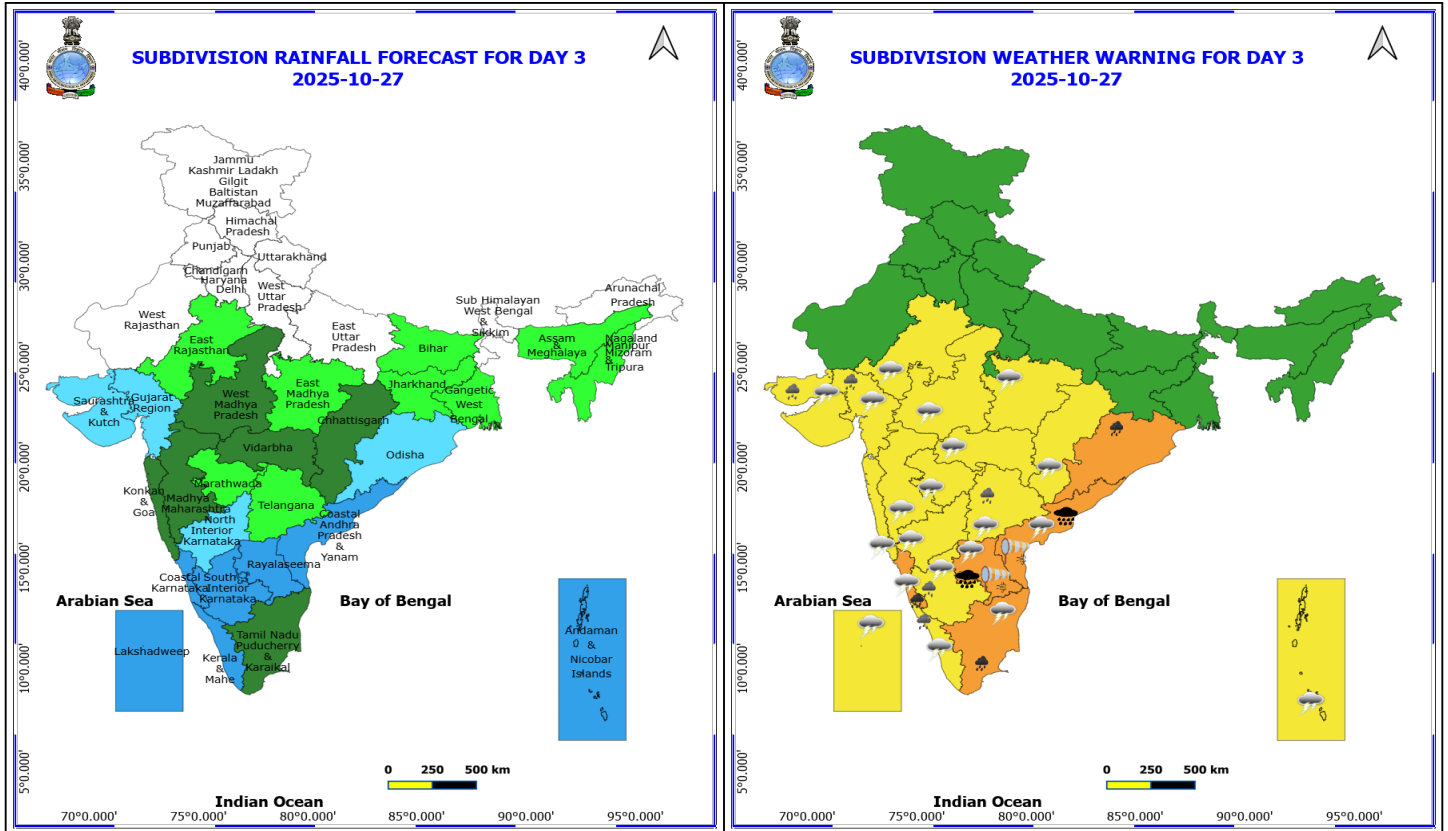 SUBDIVISION RAINFALL FORECAST FOR DAY 3
2025-10-27
40°0.000'
35°0.000'
30°0.000'
25°0.000'
20°0.000'
15°0.000'
10°0.000'
5°0.000'
Jammu
Kashmir Ladakh
Gilgit
Baltistan
Muzaffarabad
Himachal
Pradesh
Punjab
Uttarakhand
Chandigarh
Haryana
Delhi
West
Uttar
Pradesh
West
Rajasthan
East
Rajasthan
East
Uttar
Pradesh
Sub Himalayan
West Bengal
&
Sikkim
Arunachal
Pradesh
Assam
&
Meghalaya
Nagaland
Manipur
Mizoram
&
Tripura
Bihar
Jharkhand
Gangetic
West
Bengal
Saurashtra
&
Kutch
Gujarat
Region
West
Madhya
Pradesh
East
Madhya
Pradesh
Chhattisgarh
Vidarbha
Odisha
Konkan
&
Goa
Madhya
Maharashtra
Marathwada
Telangana
North
Interior
Karnataka
Coastal
Andhra
Pradesh
&
Yanam
Rayalaseema
Coastal
Karnataka
South
Interior
Karnataka
Tamil Nadu
Puducherry
&
Karaikal
Kerala
&
Mahe
Lakshadweep
Andaman
&
Nicobar
Islands
Arabian Sea
Bay of Bengal
Indian Ocean
0 250 500 km
70°0.000' 75°0.000' 80°0.000' 85°0.000' 90°0.000' 95°0.000'
SUBDIVISION WEATHER WARNING FOR DAY 3
2025-10-27
40°0.000'
35°0.000'
30°0.000'
25°0.000'
20°0.000'
15°0.000'
10°0.000'
5°0.000'
Arabian Sea
Bay of Bengal
Indian Ocean
0 250 500 km
70°0.000' 75°0.000' 80°0.000' 85°0.000' 90°0.000' 95°0.000'